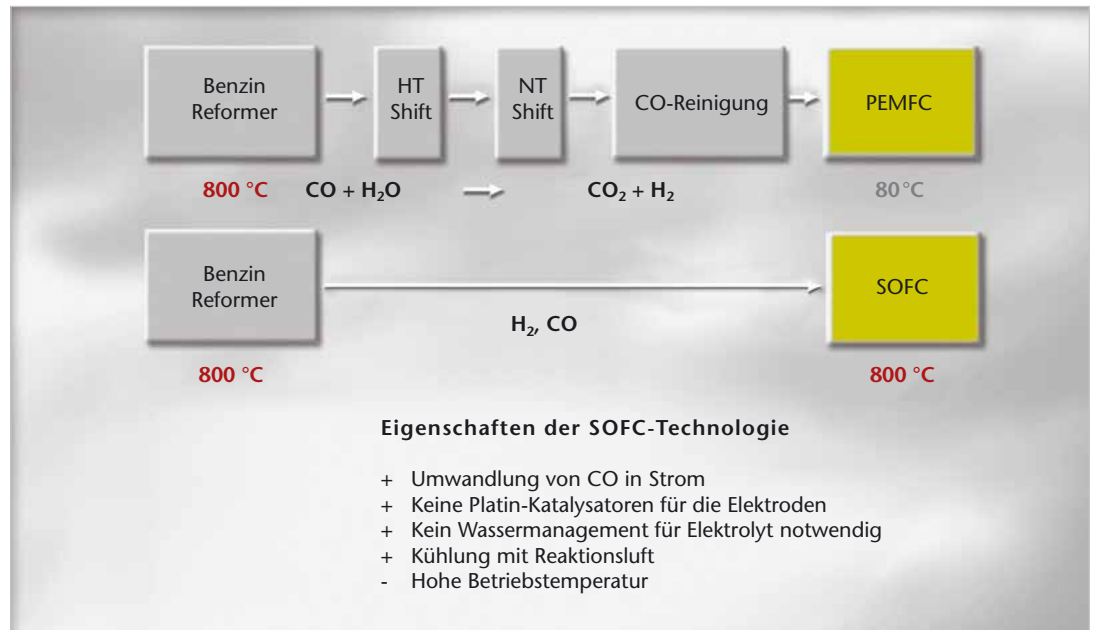 Benzin
Reformer
HT
Shift
NT
Shift
CO-Reinigung
PEMFC
800 °C
CO + H₂O
CO₂ + H₂
80 °C
Benzin
Reformer
SOFC
H₂, CO
800 °C
800 °C
Eigenschaften der SOFC-Technologie
+ Umwandlung von CO in Strom
+ Keine Platin-Katalysatoren für die Elektroden
+ Kein Wassermanagement für Elektrolyt notwendig
+ Kühlung mit Reaktionsluft
- Hohe Betriebstemperatur